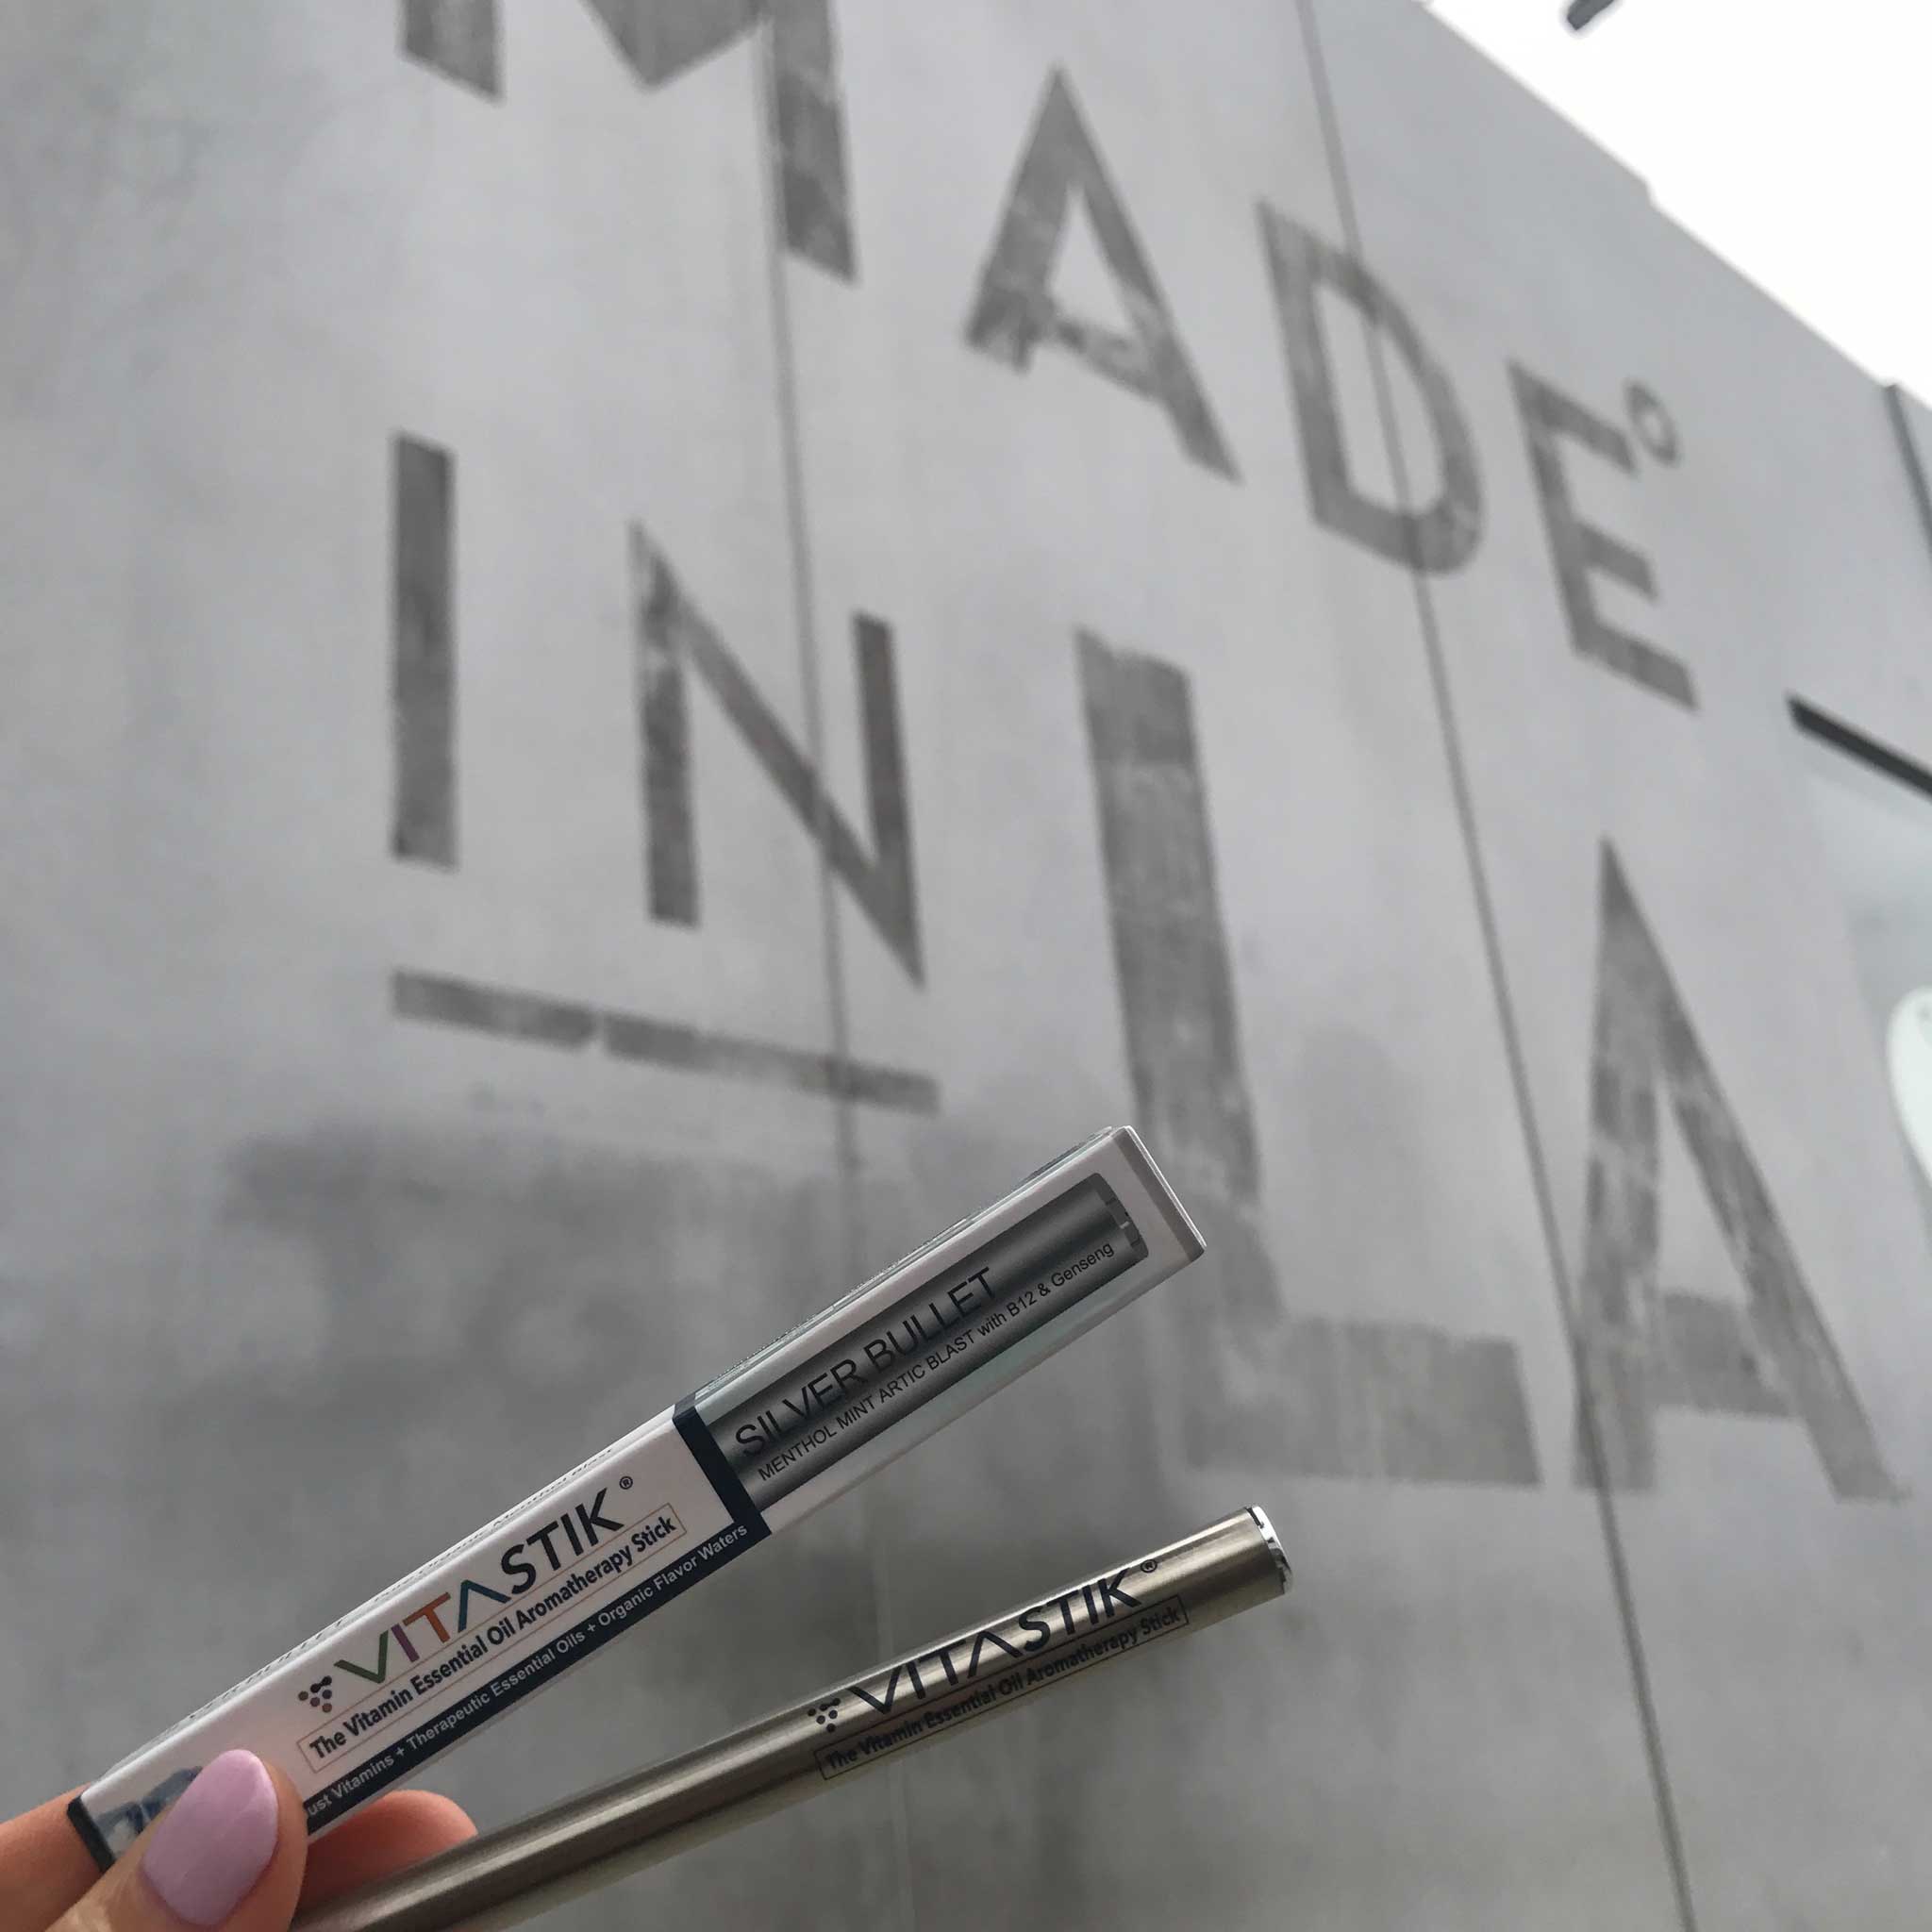 MADE°
IN LA
SILVER BULLET
MENTHOL MINT ARTIC BLAST with B12 & Genseng
VITASTIK®
The Vitamin Essential Oil Aromatherapy Stick
ust Vitamins + Therapeutic Essential Oils + Organic Flavor Waters
VITASTIK®
The Vitamin Essential Oil Aromatherapy Stick